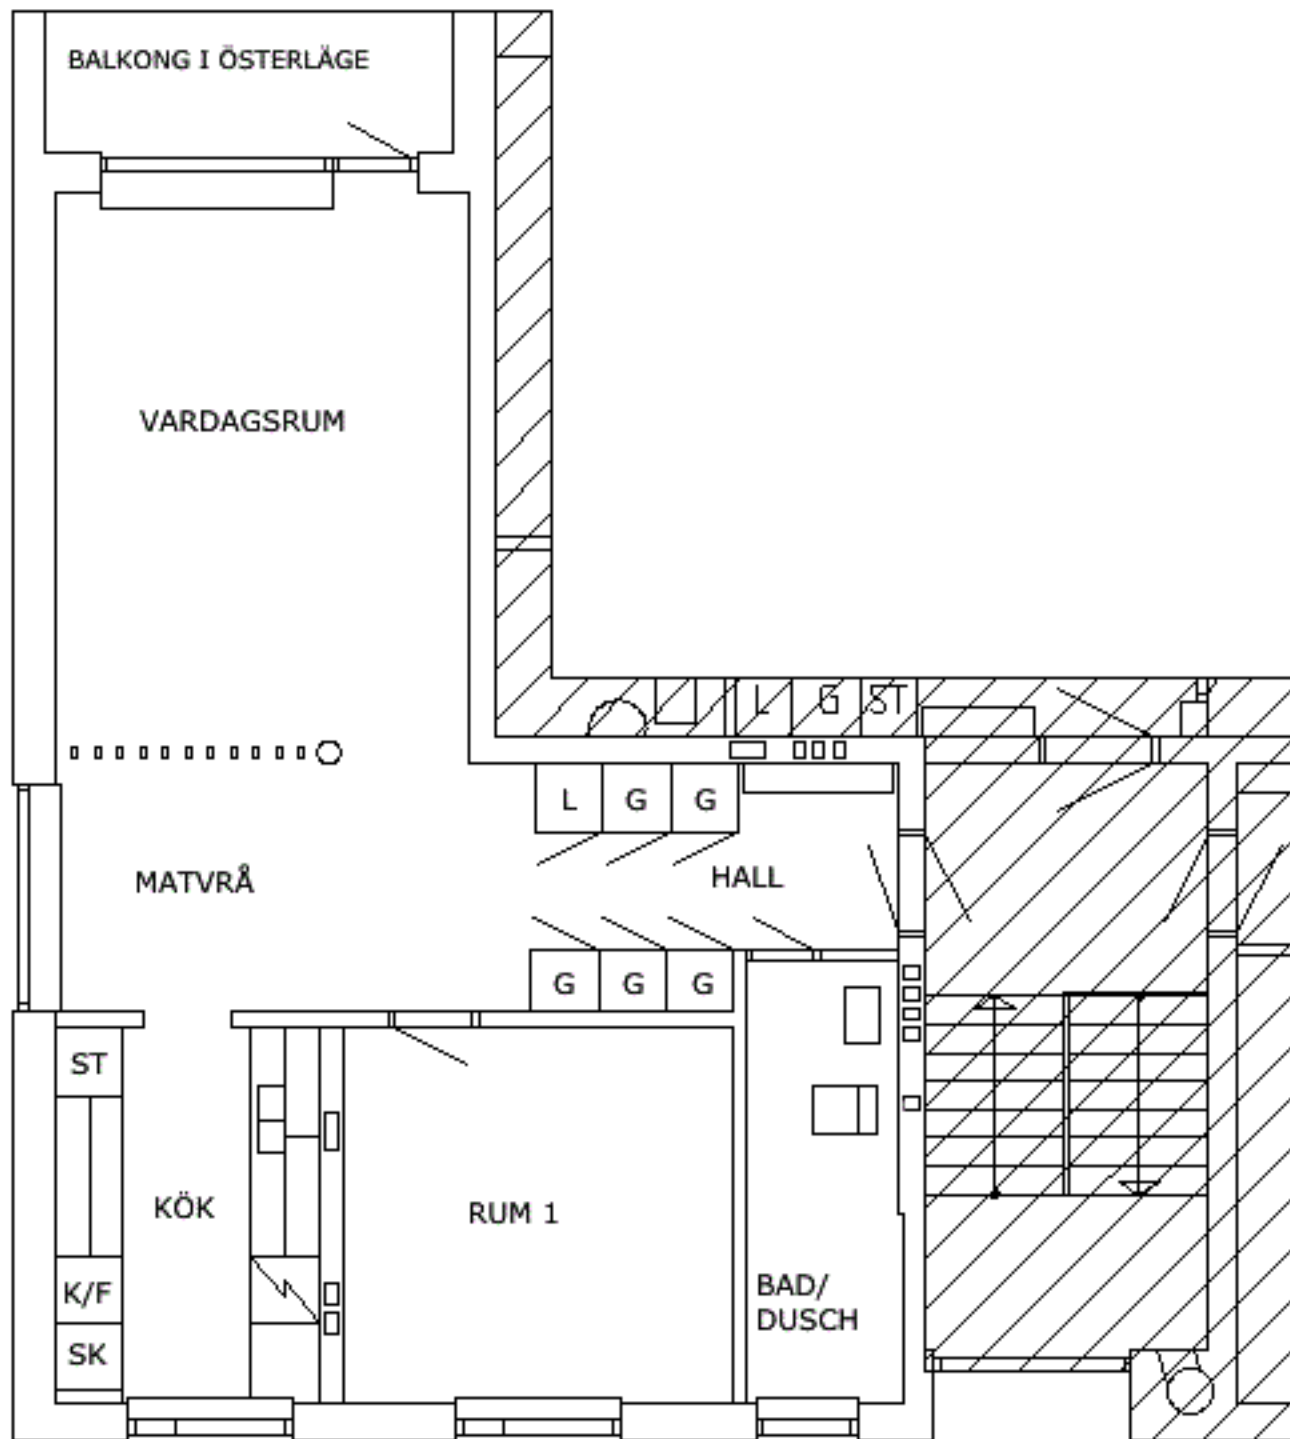 BALKONG I ÖSTERLÄGE
VARDAGSRUM
L G ST
L G G
MATVRÅ
HALL
G G G
ST
KÖK
RUM 1
K/F
BAD/
DUSCH
SK